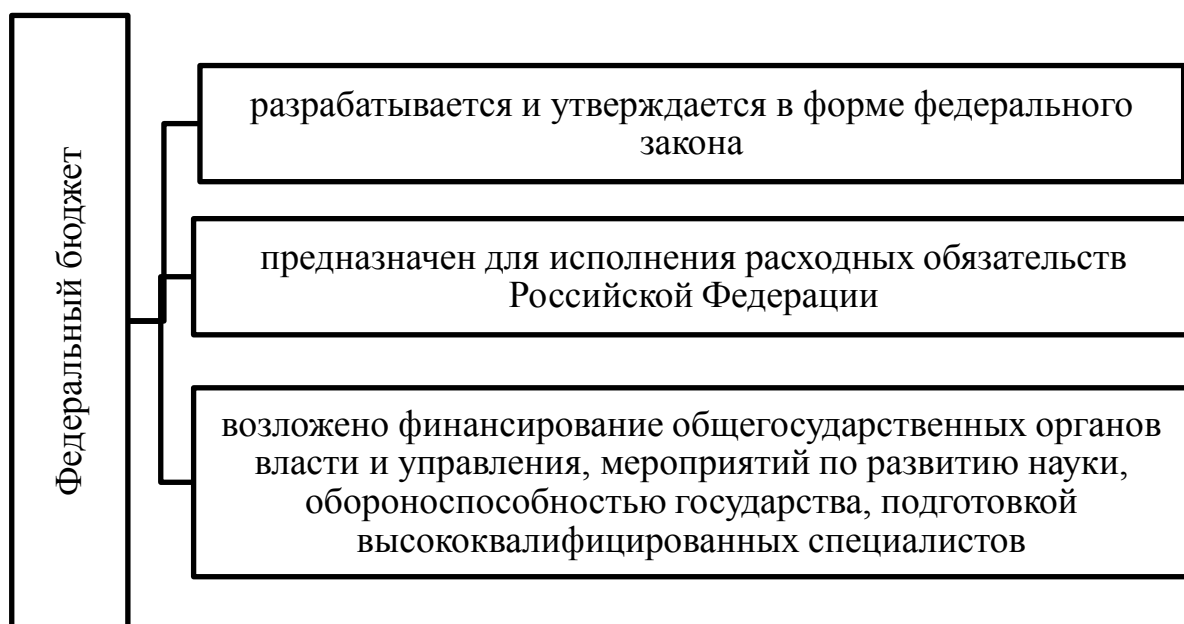 Федеральный бюджет
разрабатывается и утверждается в форме федерального
закона
предназначен для исполнения расходных обязательств
Российской Федерации
возложено финансирование общегосударственных органов
власти и управления, мероприятий по развитию науки,
обороноспособностью государства, подготовкой
высококвалифицированных специалистов